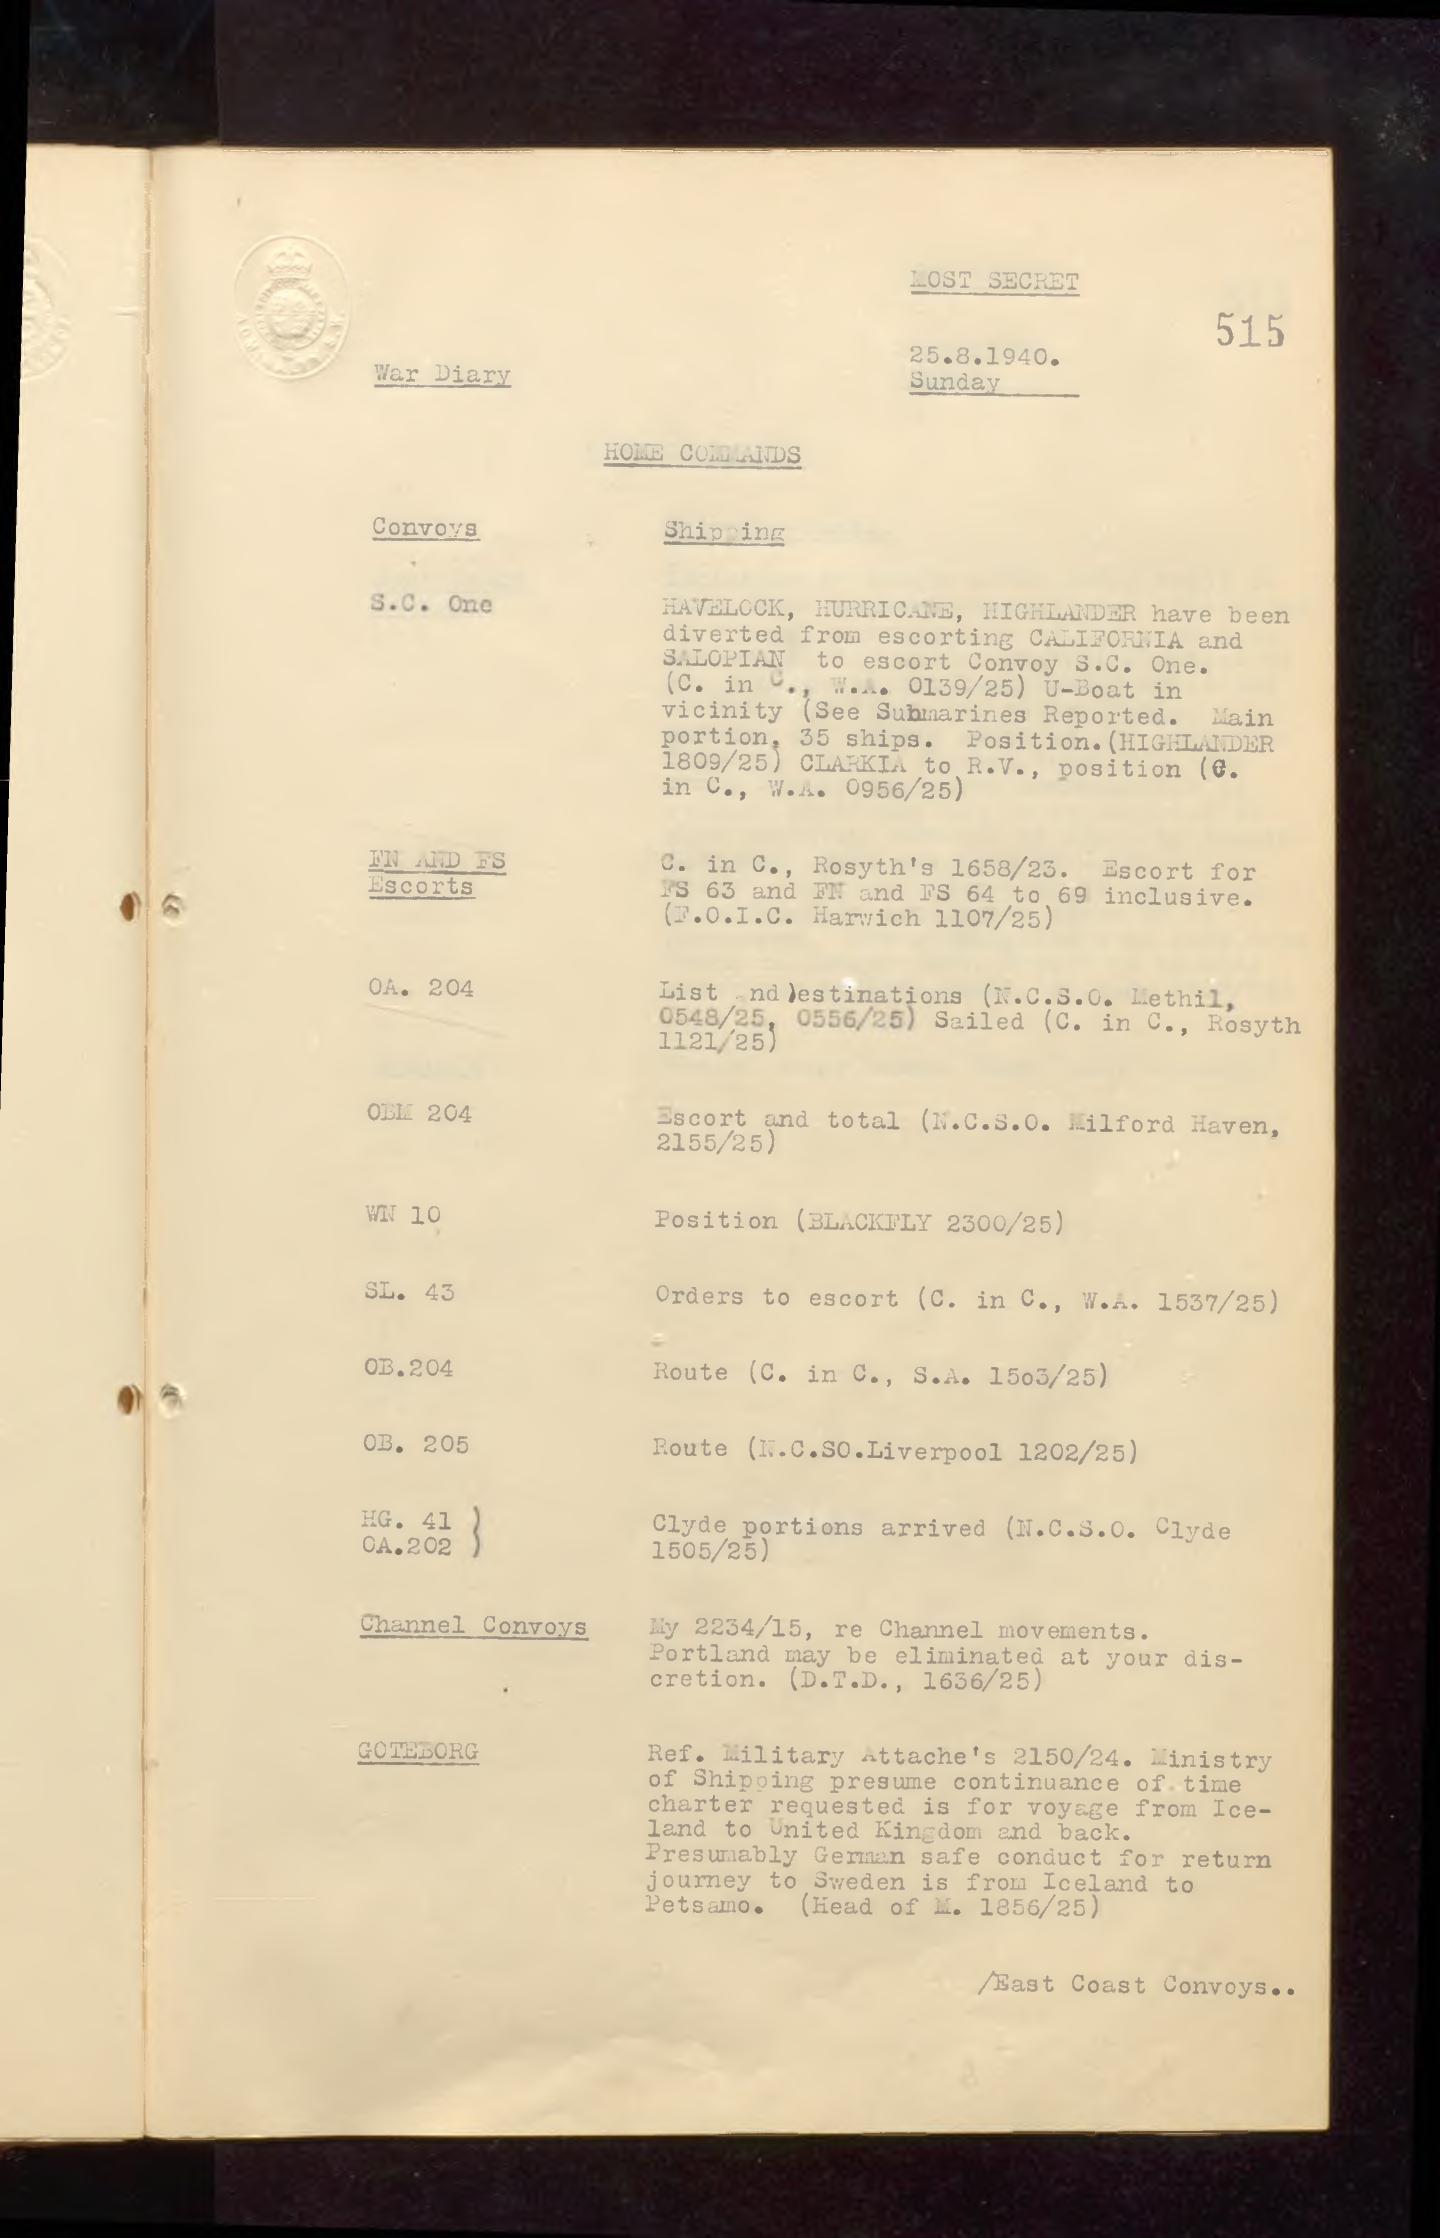 MOST SECRET
515
25.8.1940.
Sunday
War Diary
HOME COMMANDS
Convoys Shipping
S.C. One HAVELOCK, HURRICANE, HIGHLANDER have been
diverted from escorting CALIFORNIA and
SALOPIAN to escort Convoy S.C. One.
(C. in C., W.A. 0139/25) U-Boat in
vicinity (See Submarines Reported. Main
portion, 35 ships. Position.(HIGHLANDER
1809/25) CLARKIA to R.V., position (C.
in C., W.A. 0956/25)
FN AND FS C. in C., Rosyth's 1658/23. Escort for
Escorts FS 63 and FN and FS 64 to 69 inclusive.
(F.O.I.C. Harwich 1107/25)
OA. 204 List and Destinations (N.C.S.O. Methil,
0548/25, 0556/25) Sailed (C. in C., Rosyth
1121/25)
OBM 204 Escort and total (N.C.S.O. Milford Haven,
2155/25)
WN 10 Position (BLACKFLY 2300/25)
SL. 43 Orders to escort (C. in C., W.A. 1537/25)
OB.204 Route (C. in C., S.A. 15o3/25)
OB. 205 Route (N.C.SO.Liverpool 1202/25)
HG. 41 } Clyde portions arrived (N.C.S.O. Clyde
OA.202 } 1505/25)
Channel Convoys My 2234/15, re Channel movements.
Portland may be eliminated at your dis-
cretion. (D.T.D., 1636/25)
GOTEBORG Ref. Military Attache's 2150/24. Ministry
of Shipping presume continuance of time
charter requested is for voyage from Ice-
land to United Kingdom and back.
Presumably German safe conduct for return
journey to Sweden is from Iceland to
Petsamo. (Head of M. 1856/25)
/East Coast Convoys..